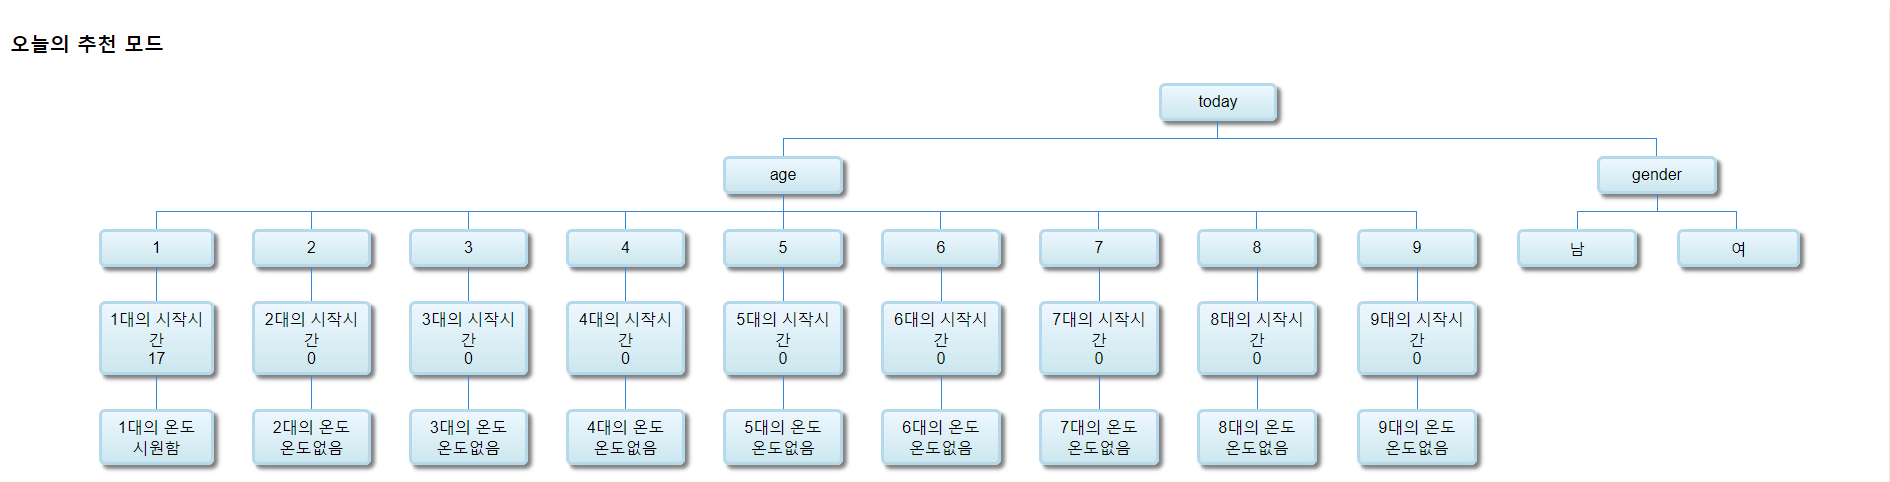 오늘의 추천 모드
today
age
gender
1
2
3
4
5
6
7
8
9
남
여
1대의 시작시
간
17
2대의 시작시
간
0
3대의 시작시
간
0
4대의 시작시
간
0
5대의 시작시
간
0
6대의 시작시
간
0
7대의 시작시
간
0
8대의 시작시
간
0
9대의 시작시
간
0
1대의 온도
시원함
2대의 온도
온도없음
3대의 온도
온도없음
4대의 온도
온도없음
5대의 온도
온도없음
6대의 온도
온도없음
7대의 온도
온도없음
8대의 온도
온도없음
9대의 온도
온도없음